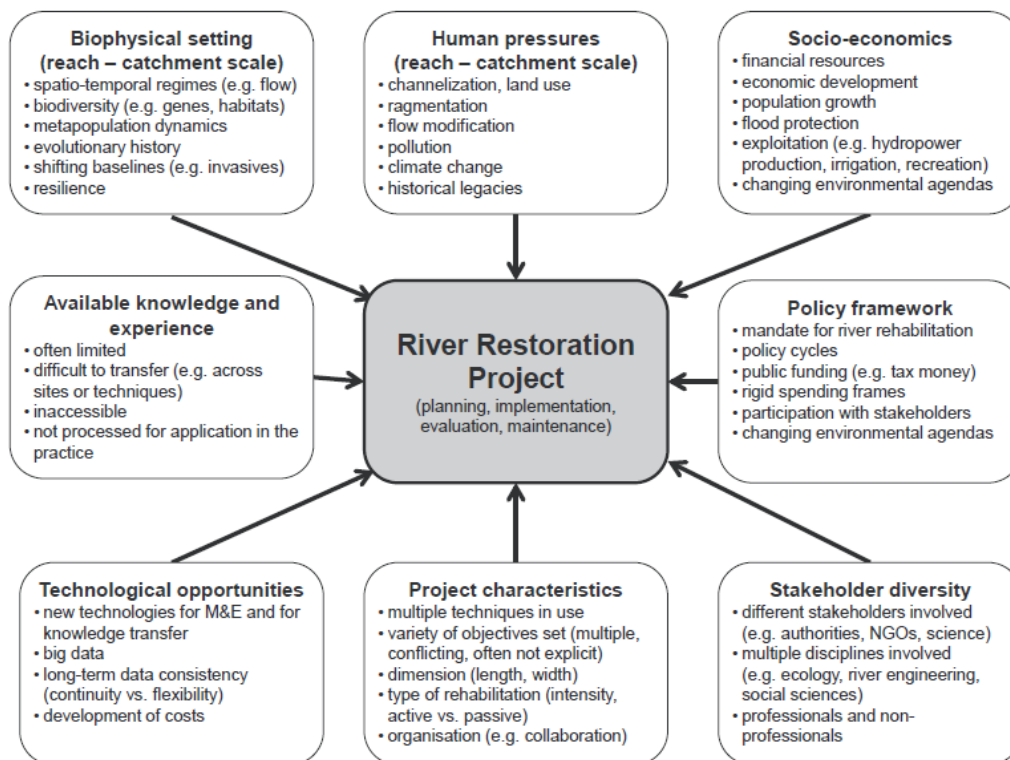 Biophysical setting
(reach – catchment scale)
• spatio-temporal regimes (e.g. flow)
• biodiversity (e.g. genes, habitats)
• metapopulation dynamics
• evolutionary history
• shifting baselines (e.g. invasives)
• resilience
Human pressures
(reach – catchment scale)
• channelization, land use
• ragmentation
• flow modification
• pollution
• climate change
• historical legacies
Socio-economics
• financial resources
• economic development
• population growth
• flood protection
• exploitation (e.g. hydropower
production, irrigation, recreation)
• changing environmental agendas
Available knowledge and
experience
• often limited
• difficult to transfer (e.g. across
sites or techniques)
• inaccessible
• not processed for application in the
practice
River Restoration
Project
(planning, implementation,
evaluation, maintenance)
Policy framework
• mandate for river rehabilitation
• policy cycles
• public funding (e.g. tax money)
• rigid spending frames
• participation with stakeholders
• changing environmental agendas
Technological opportunities
• new technologies for M&E and for
knowledge transfer
• big data
• long-term data consistency
(continuity vs. flexibility)
• development of costs
Project characteristics
• multiple techniques in use
• variety of objectives set (multiple,
conflicting, often not explicit)
• dimension (length, width)
• type of rehabilitation (intensity,
active vs. passive)
• organisation (e.g. collaboration)
Stakeholder diversity
• different stakeholders involved
(e.g. authorities, NGOs, science)
• multiple disciplines involved
(e.g. ecology, river engineering,
social sciences)
• professionals and non-
professionals